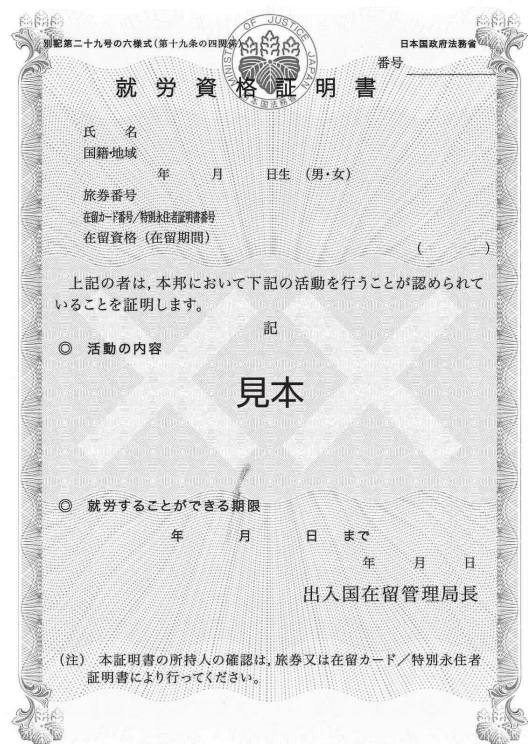 別記第二十九号の六様式(第十九条の四関係)
日本国政府法務省
MINISTRY OF JUSTICE JAPAN
番号
就労資格証明書
氏 名
国籍・地域
年 月 日生 (男・女)
旅券番号
在留カード番号/特別永住者証明書番号
在留資格(在留期間)
( )
上記の者は,本邦において下記の活動を行うことが認められて
いることを証明します。
記
◎ 活動の内容
見本
◎ 就労することができる期限
年 月 日 まで
年 月 日
出入国在留管理局長
(注) 本証明書の所持人の確認は,旅券又は在留カード/特別永住者
証明書により行ってください。